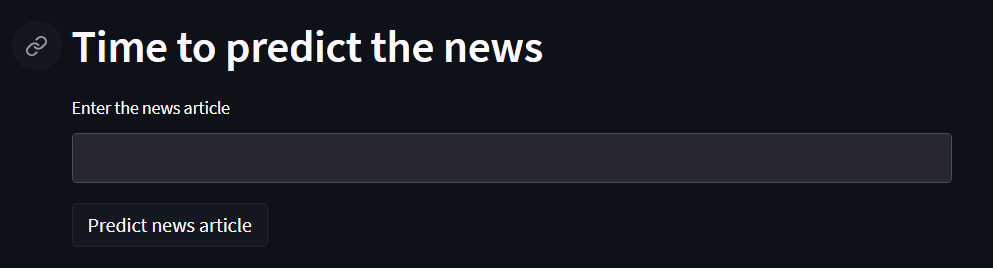 Time to predict the news
Enter the news article
Predict news article